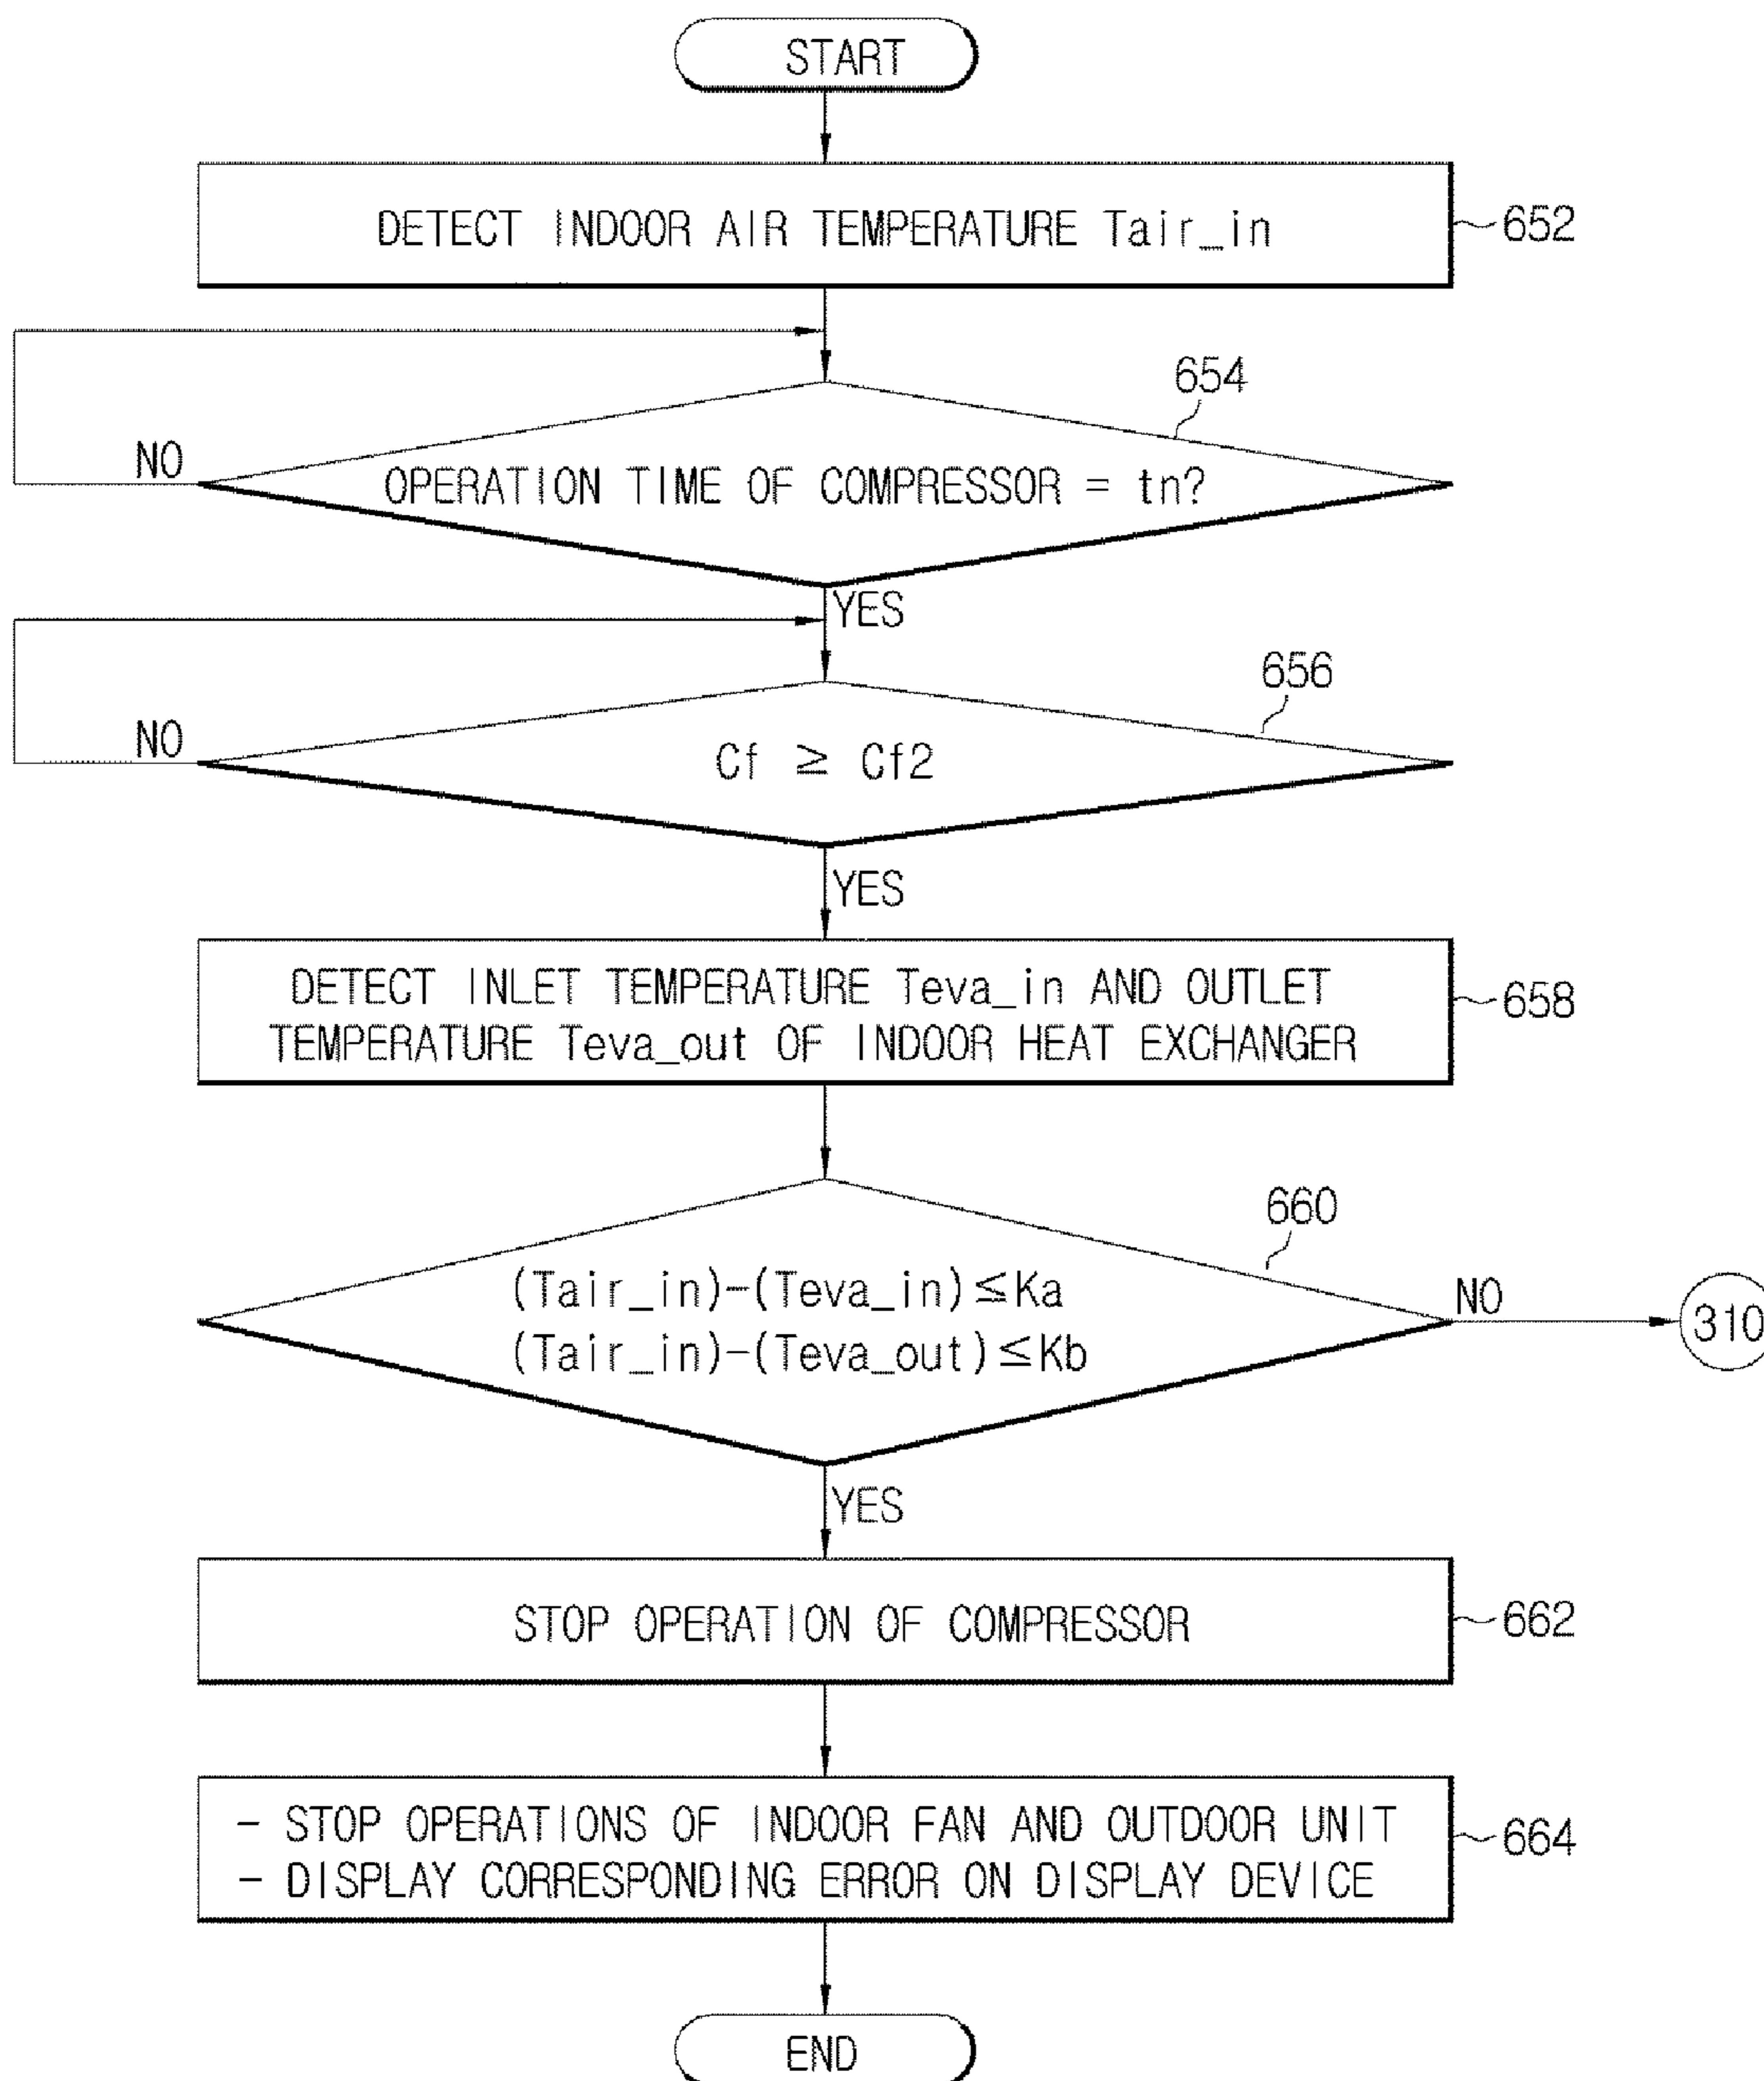 START
DETECT INDOOR AIR TEMPERATURE Tair_in
652
654
NO
OPERATION TIME OF COMPRESSOR = tn?
YES
656
NO
Cf ≥ Cf2
YES
DETECT INLET TEMPERATURE Teva_in AND OUTLET
TEMPERATURE Teva_out OF INDOOR HEAT EXCHANGER
658
660
(Tair_in)-(Teva_in)≤Ka
(Tair_in)-(Teva_out)≤Kb
NO
310
YES
STOP OPERATION OF COMPRESSOR
662
- STOP OPERATIONS OF INDOOR FAN AND OUTDOOR UNIT
- DISPLAY CORRESPONDING ERROR ON DISPLAY DEVICE
664
END